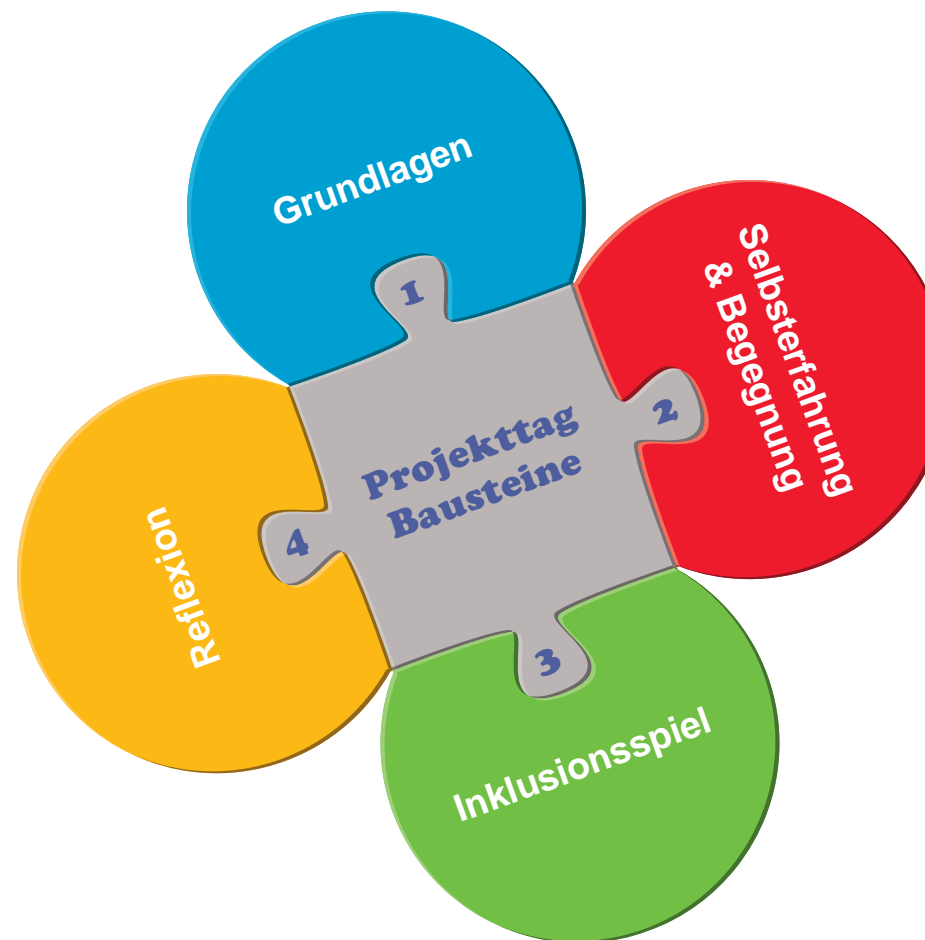 Grundlagen
1
Selbsterfahrung
& Begegnung
2
Projekttag
Bausteine
4
Reflexion
3
Inklusionsspiel